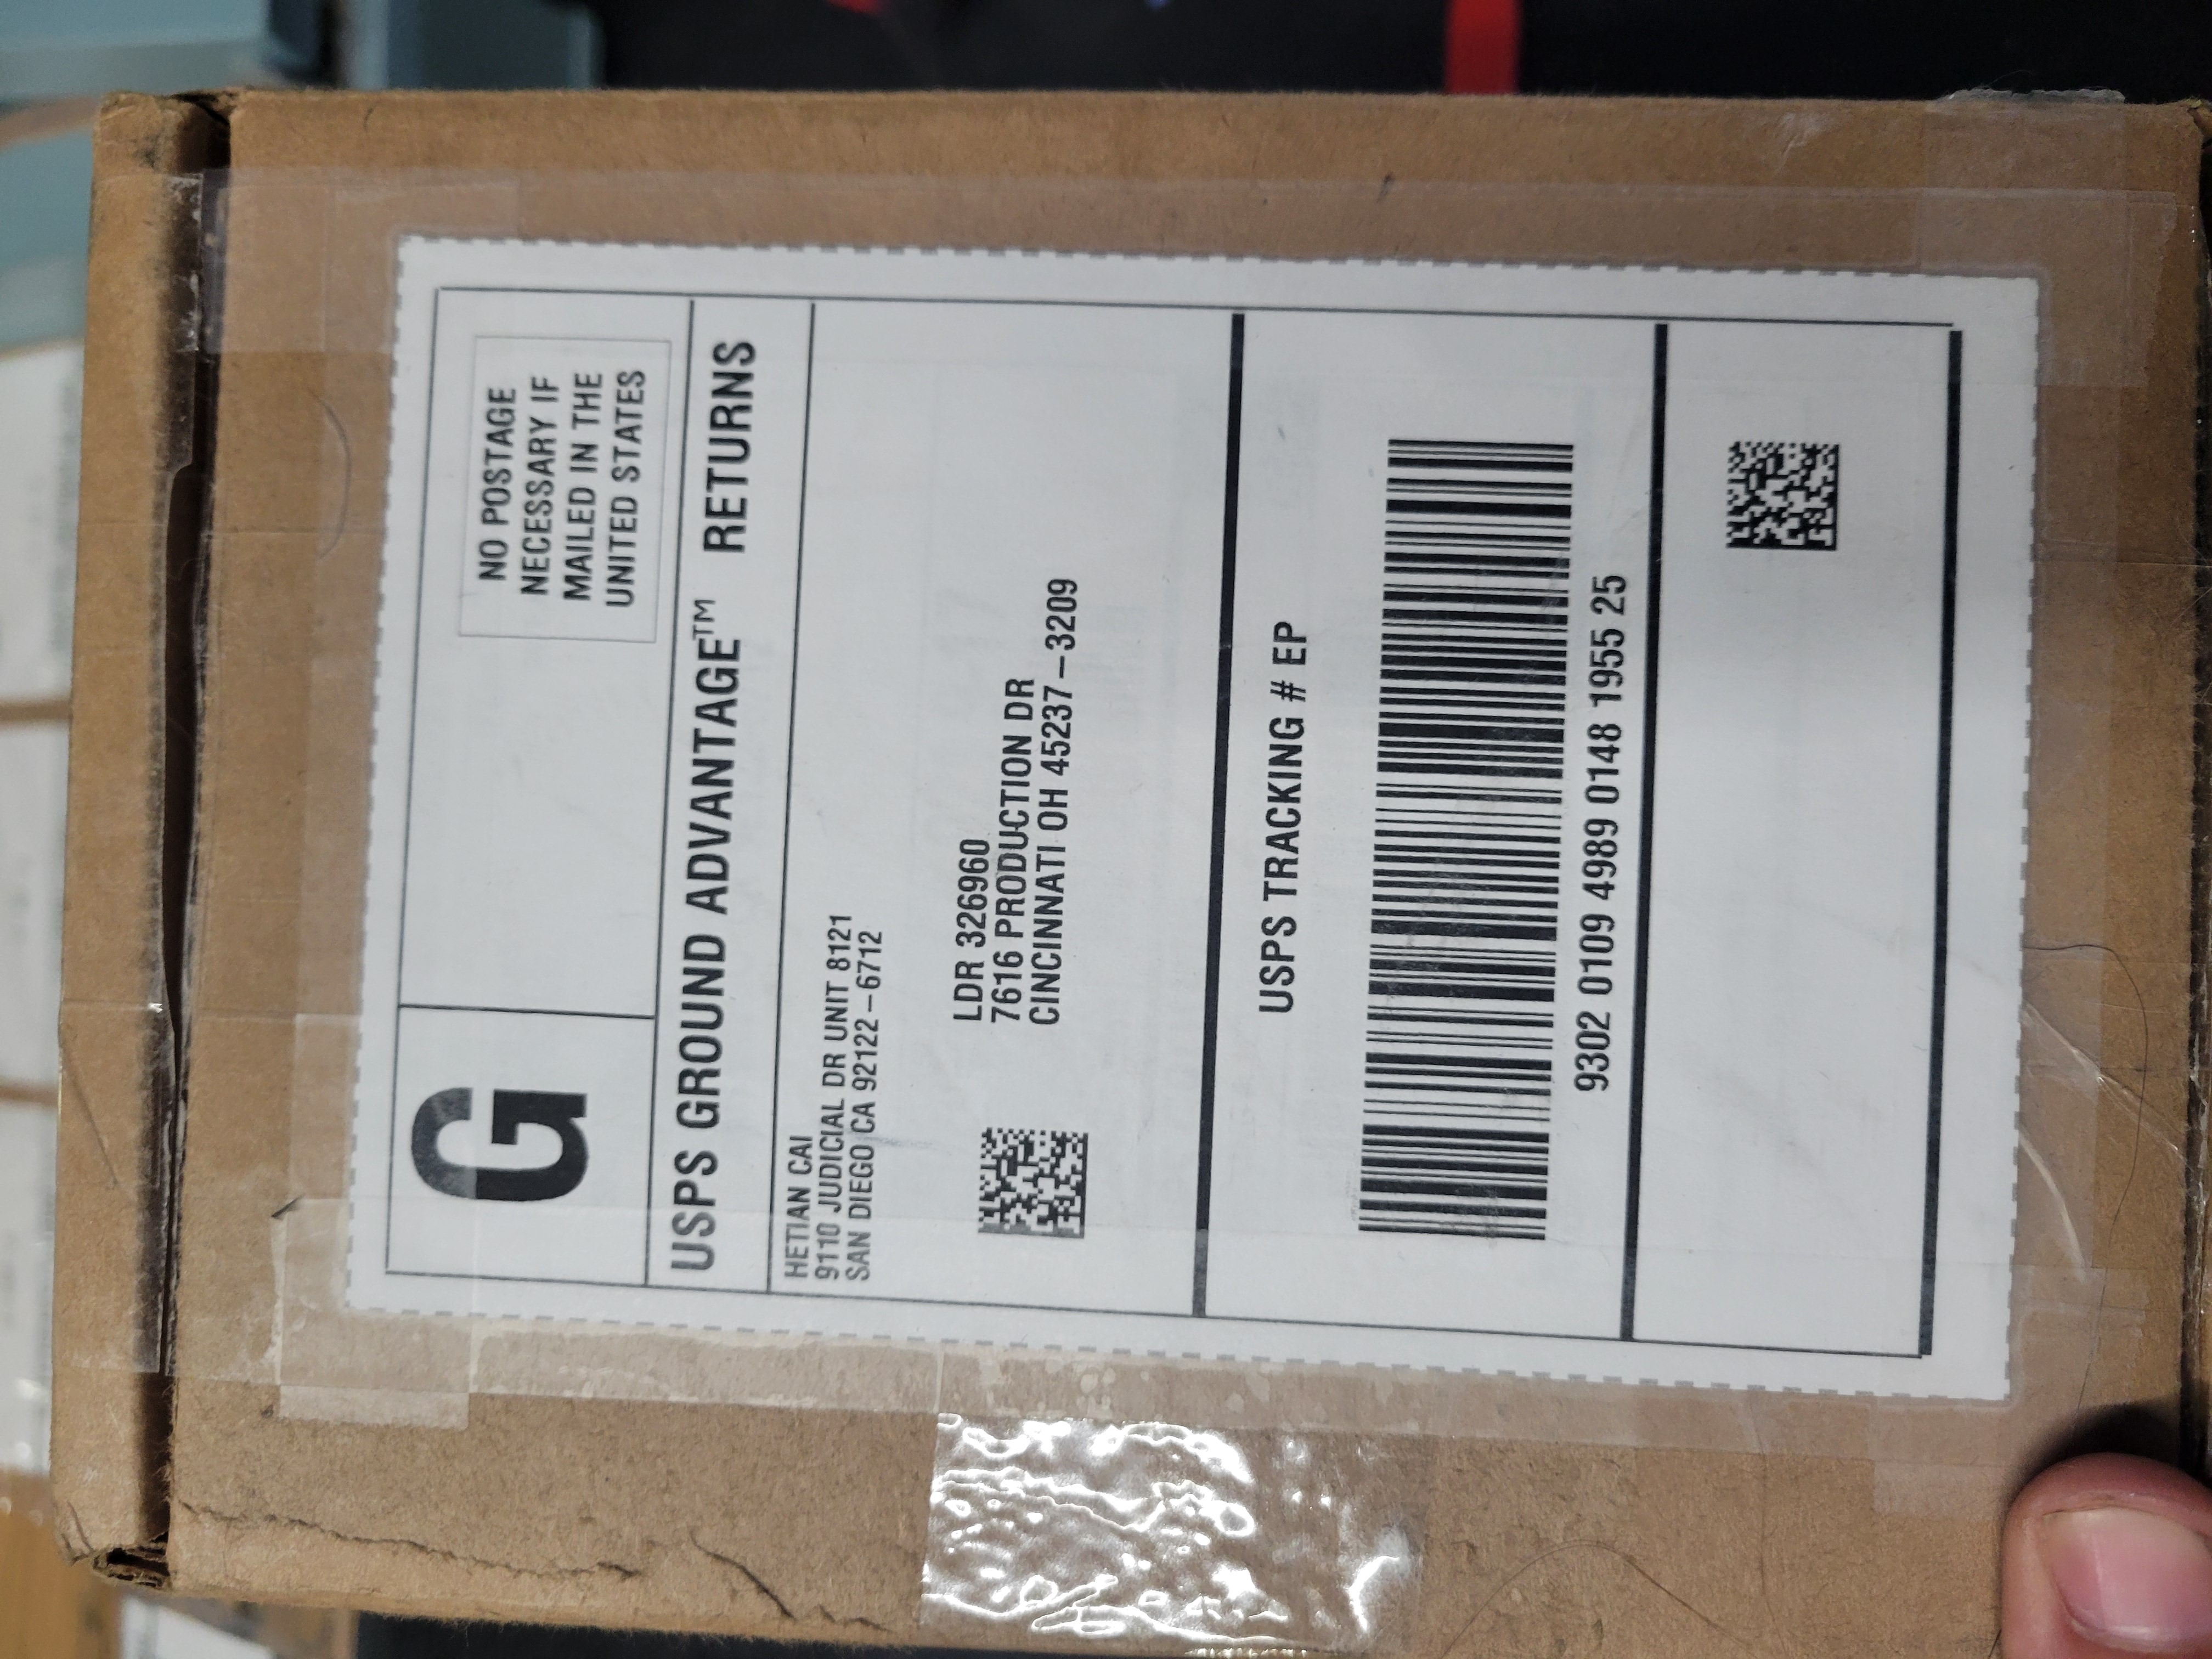 G
NO POSTAGE
NECESSARY IF
MAILED IN THE
UNITED STATES
USPS GROUND ADVANTAGE™ RETURNS
HETIAN CAI
9110 JUDICIAL DR UNIT 8121
SAN DIEGO CA 92122-6712
LDR 326960
7616 PRODUCTION DR
CINCINNATI OH 45237-3209
USPS TRACKING # EP
9302 0109 4989 0148 1955 25